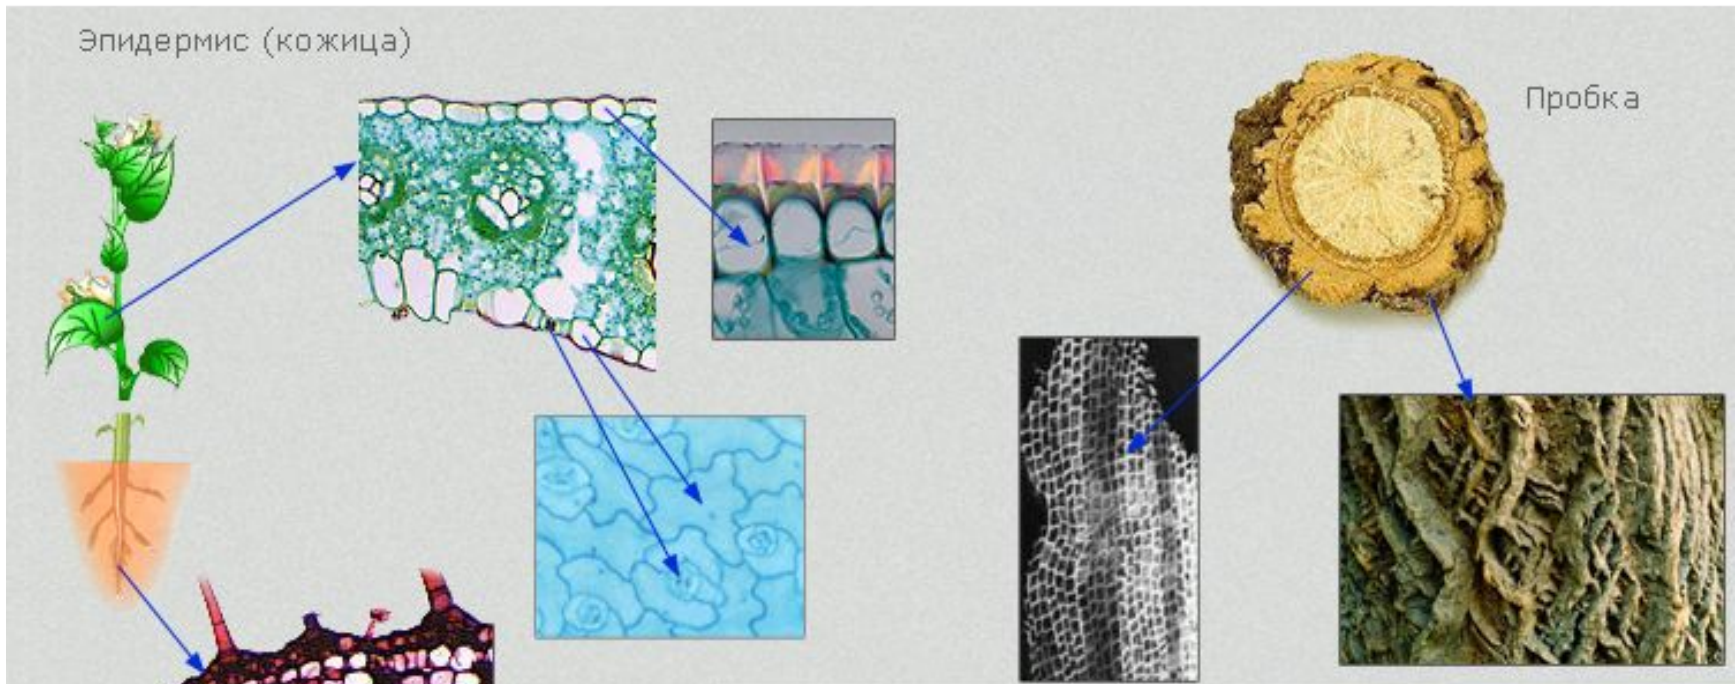 Эпидермис (кожица)
Пробка